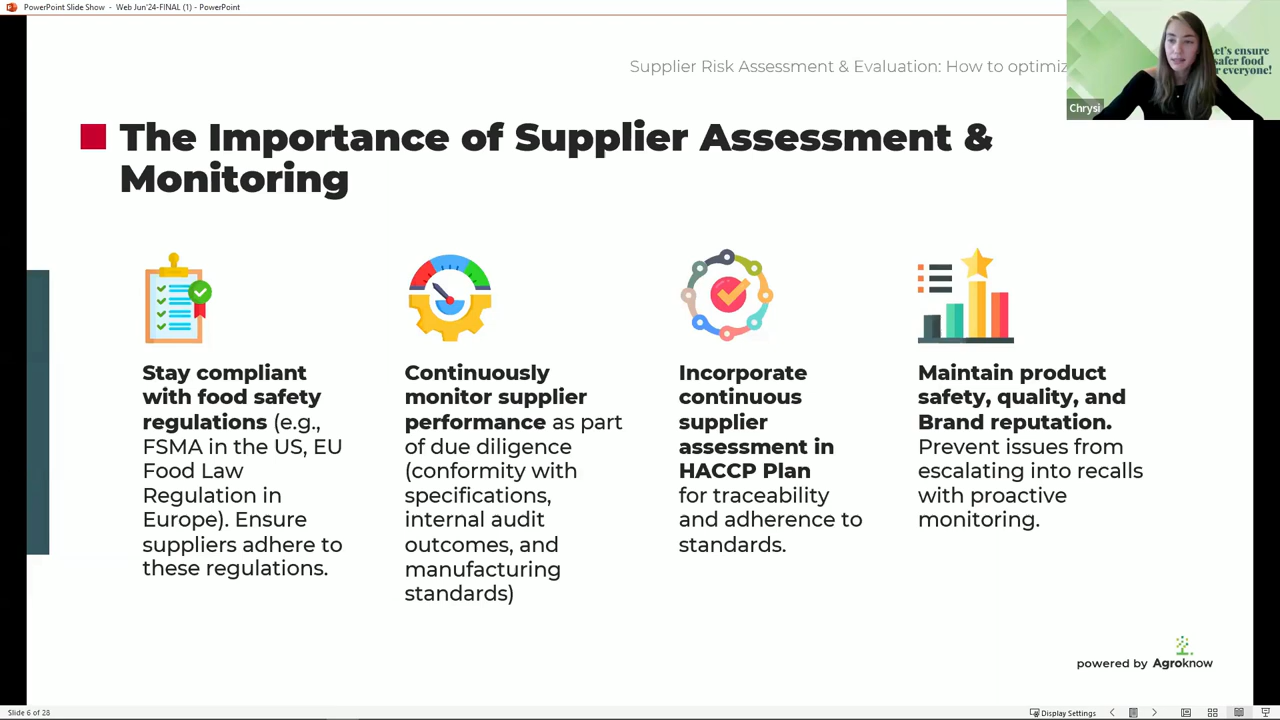 PowerPoint Slide Show - Web Jun'24-FINAL (1) - PowerPoint
Supplier Risk Assessment & Evaluation: How to
Let's ensure
safer food
everyone!
Chrysi
The Importance of Supplier Assessment &
Monitoring
Stay compliant
with food safety
regulations (e.g.,
FSMA in the US, EU
Food Law
Regulation in
Europe). Ensure
suppliers adhere to
these regulations.
Continuously
monitor supplier
performance as part
of due diligence
(conformity with
specifications,
internal audit
outcomes, and
manufacturing
standards)
Incorporate
continuous
supplier
assessment in
HACCP Plan
for traceability
and adherence to
standards.
Maintain product
safety, quality, and
Brand reputation.
Prevent issues from
escalating into recalls
with proactive
monitoring.
powered by Agroknow
Slide 6 of 28
Display Settings